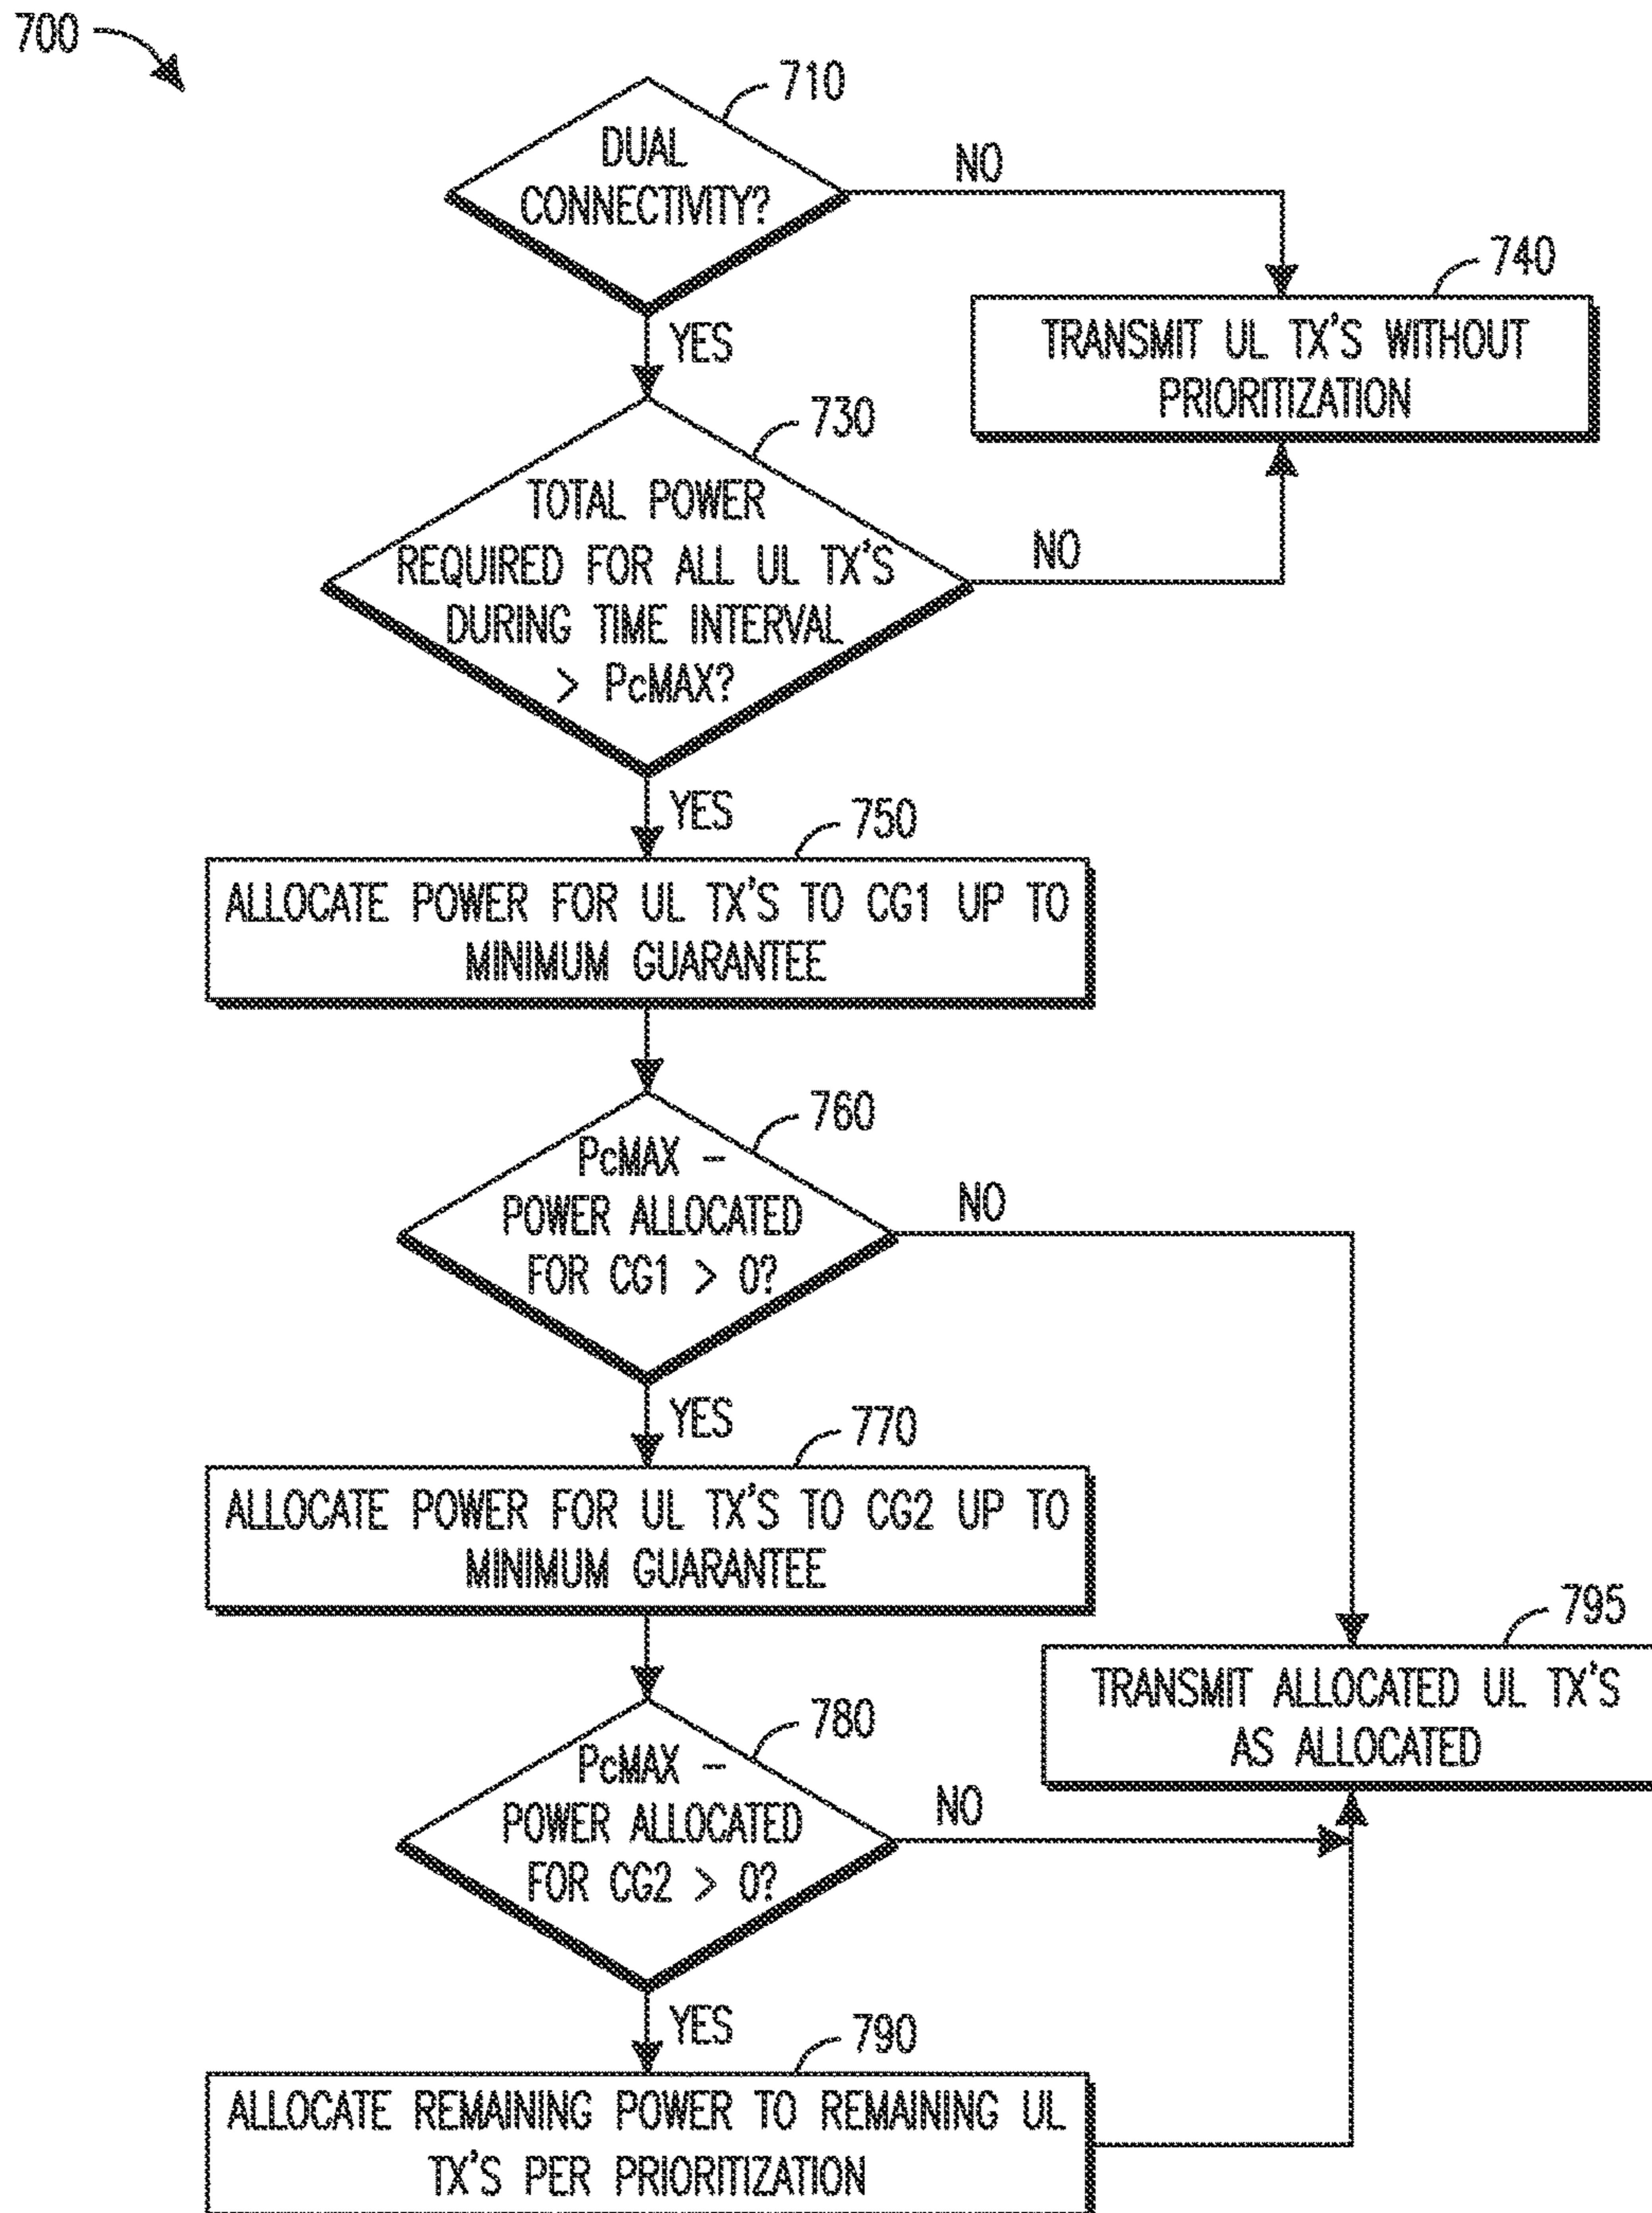 700
710
DUAL
CONNECTIVITY?
NO
740
TRANSMIT UL TX'S WITHOUT
PRIORITIZATION
YES
730
TOTAL POWER
REQUIRED FOR ALL UL TX'S
DURING TIME INTERVAL
> PcMAX?
NO
YES
750
ALLOCATE POWER FOR UL TX'S TO CG1 UP TO
MINIMUM GUARANTEE
760
PcMAX –
POWER ALLOCATED
FOR CG1 > 0?
NO
YES
770
ALLOCATE POWER FOR UL TX'S TO CG2 UP TO
MINIMUM GUARANTEE
795
TRANSMIT ALLOCATED UL TX'S
AS ALLOCATED
780
PcMAX –
POWER ALLOCATED
FOR CG2 > 0?
NO
YES
790
ALLOCATE REMAINING POWER TO REMAINING UL
TX'S PER PRIORITIZATION